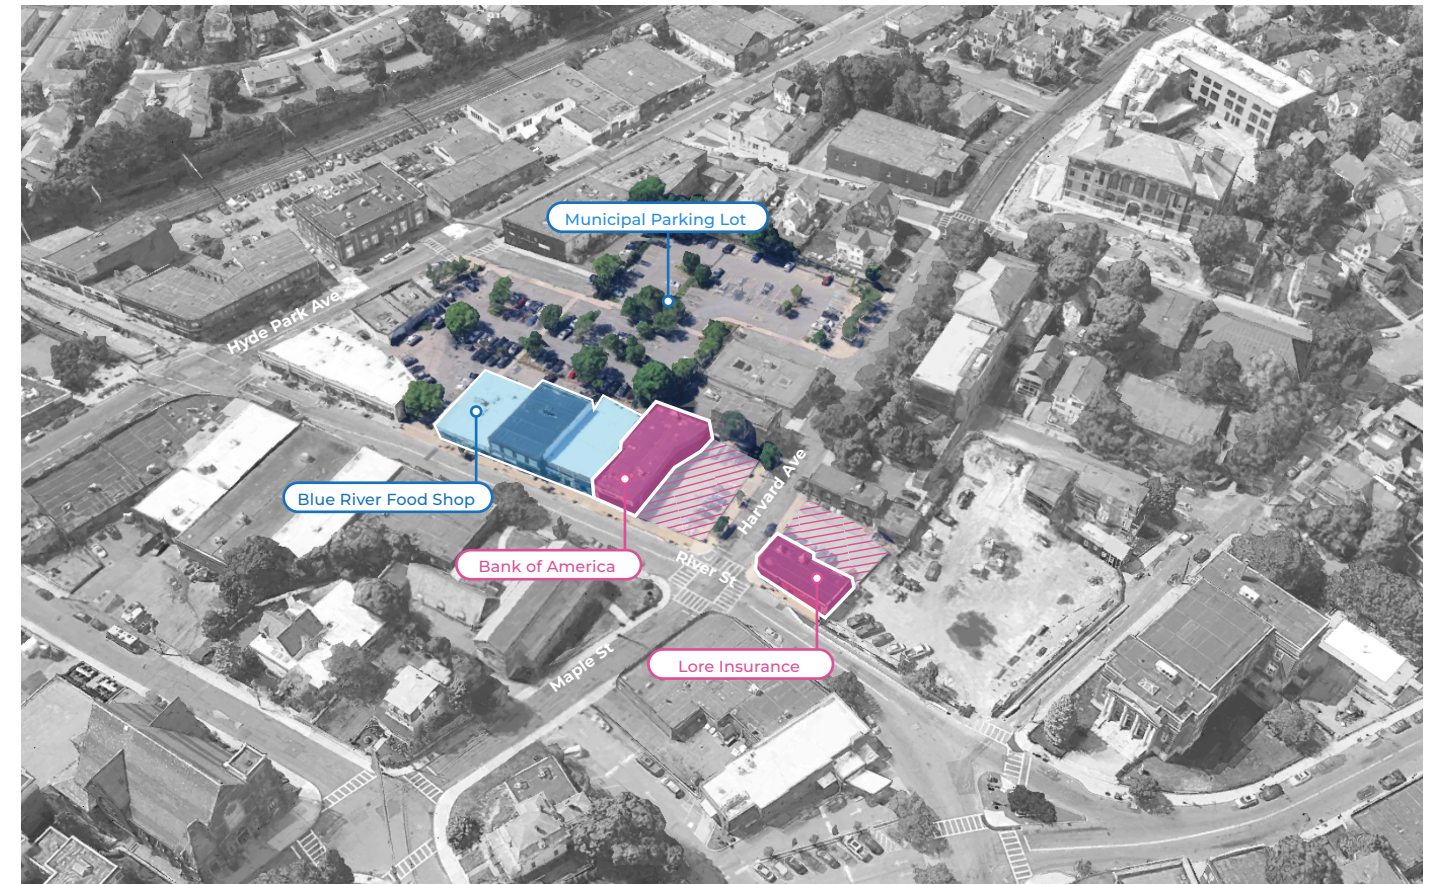 Municipal Parking Lot
Hyde Park Ave
Blue River Food Shop
Harvard Ave
Bank of America
River St
Lore Insurance
Maple St